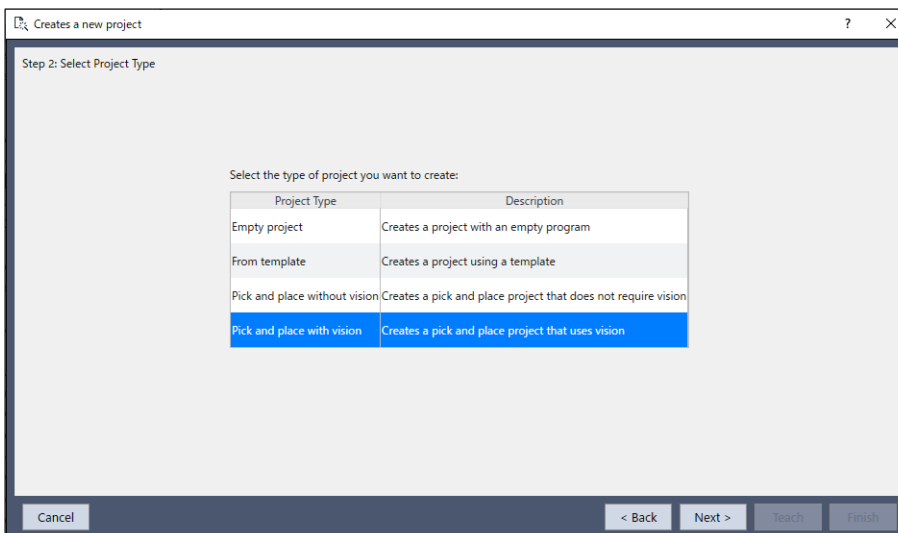 Creates a new project
Step 2: Select Project Type
Select the type of project you want to create:
Project Type Description
Empty project Creates a project with an empty program
From template Creates a project using a template
Pick and place without vision Creates a pick and place project that does not require vision
Pick and place with vision Creates a pick and place project that uses vision
Cancel < Back Next > Teach Finish